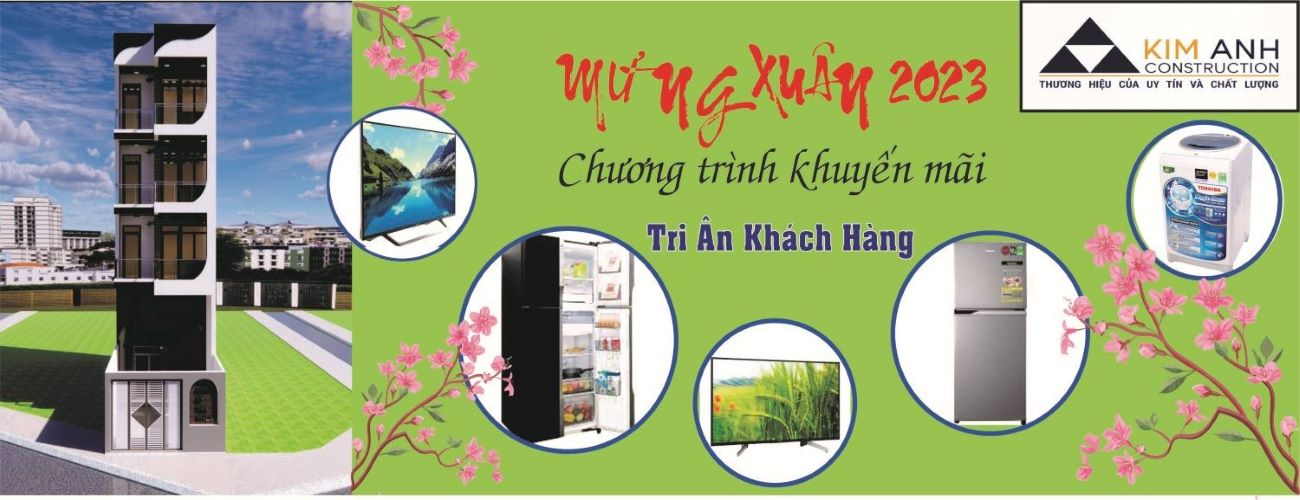 MỪNG XUÂN 2023
Chương trình khuyến mãi
Tri Ân Khách Hàng
KIM ANH
CONSTRUCTION
THƯƠNG HIỆU CỦA UY TÍN VÀ CHẤT LƯỢNG
TOSHIBA